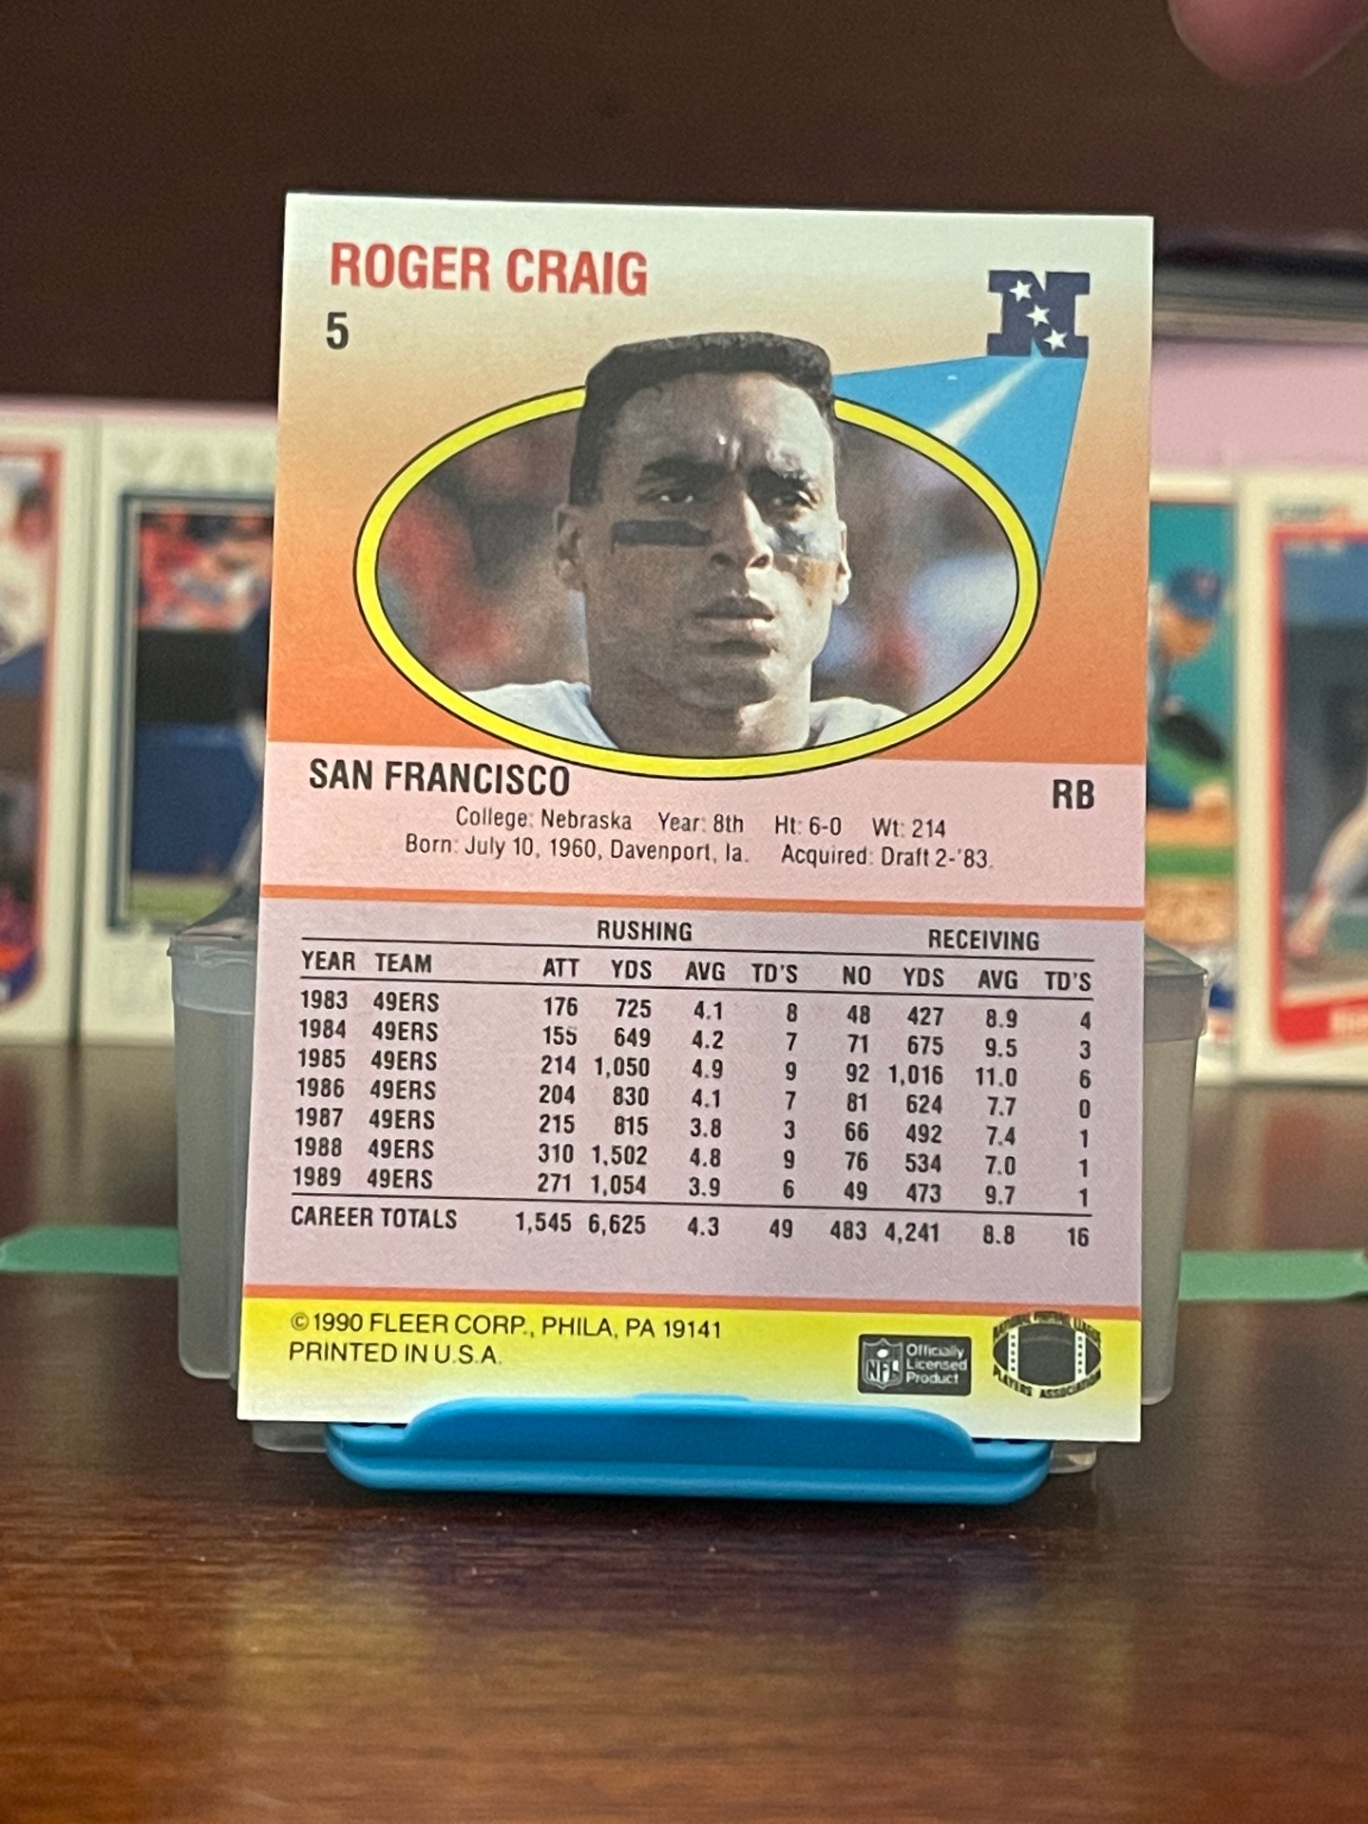 ROGER CRAIG
5
N
SAN FRANCISCO RB
College: Nebraska Year: 8th Ht: 6-0 Wt: 214
Born: July 10, 1960, Davenport, Ia. Acquired: Draft 2-'83.
RUSHING RECEIVING
YEAR TEAM ATT YDS AVG TD'S NO YDS AVG TD'S
1983 49ERS 176 725 4.1 8 48 427 8.9 4
1984 49ERS 155 649 4.2 7 71 675 9.5 3
1985 49ERS 214 1,050 4.9 9 92 1,016 11.0 6
1986 49ERS 204 830 4.1 7 81 624 7.7 0
1987 49ERS 215 815 3.8 3 66 492 7.4 1
1988 49ERS 310 1,502 4.8 9 76 534 7.0 1
1989 49ERS 271 1,054 3.9 6 49 473 9.7 1
CAREER TOTALS 1,545 6,625 4.3 49 483 4,241 8.8 16
©1990 FLEER CORP., PHILA, PA 19141
PRINTED IN U.S.A.
NFL
Officially
Licensed
Product
NATIONAL FOOTBALL LEAGUE
PLAYERS ASSOCIATION